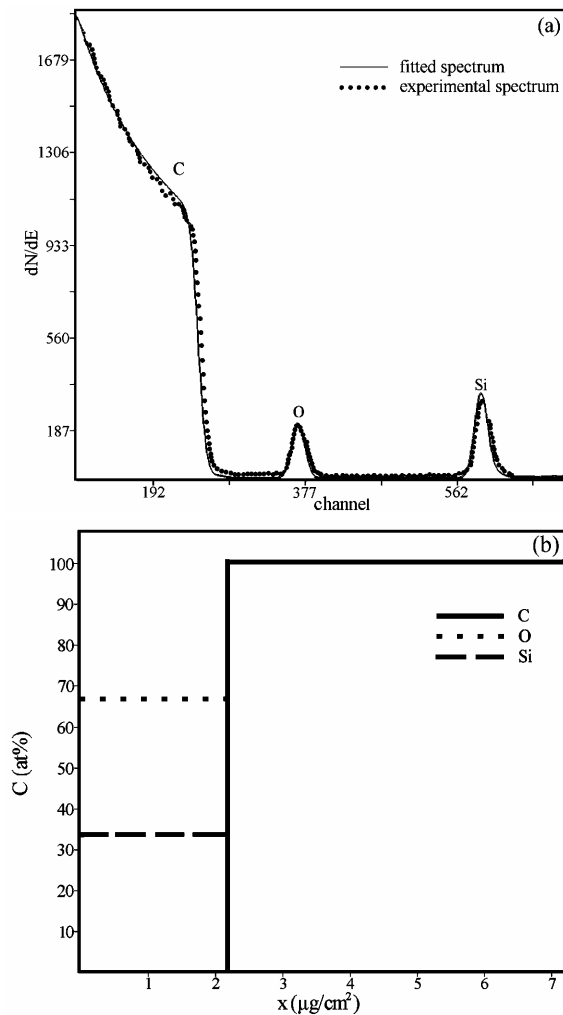 (a)
1679
1306
933
560
187
dN/dE
fitted spectrum
experimental spectrum
C
O
Si
192
377
562
channel
(b)
100
90
80
70
60
50
40
30
20
10
C (at%)
C
O
Si
1
2
3
4
5
6
7
x (μg/cm²)